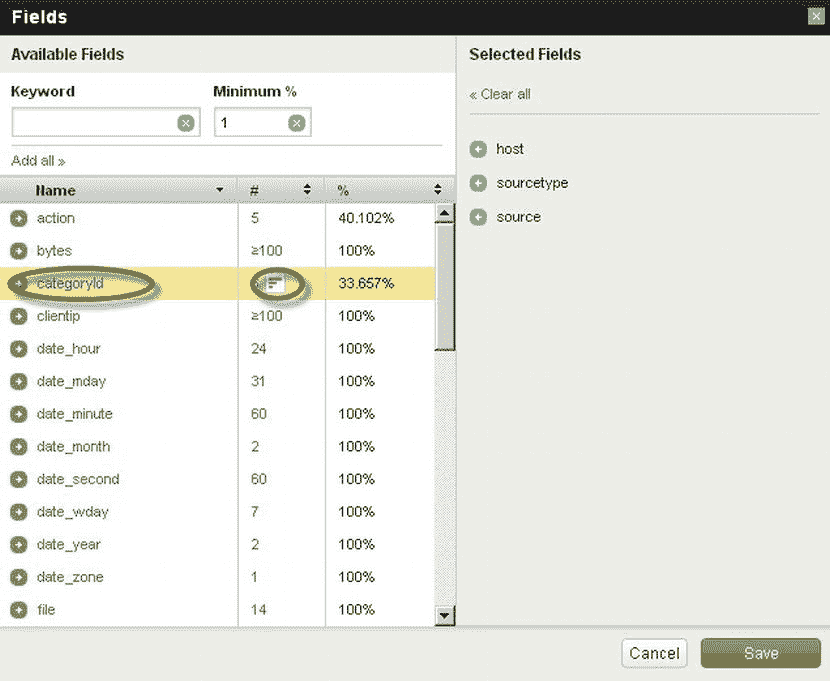 Fields
Available Fields
Keyword Minimum %
1
Add all »
Name # %
action 5 40.102%
bytes ≥100 100%
categoryId 33.657%
clientip ≥100 100%
date_hour 24 100%
date_mday 31 100%
date_minute 60 100%
date_month 2 100%
date_second 60 100%
date_wday 7 100%
date_year 2 100%
date_zone 1 100%
file 14 100%
Selected Fields
« Clear all
host
sourcetype
source
Cancel Save